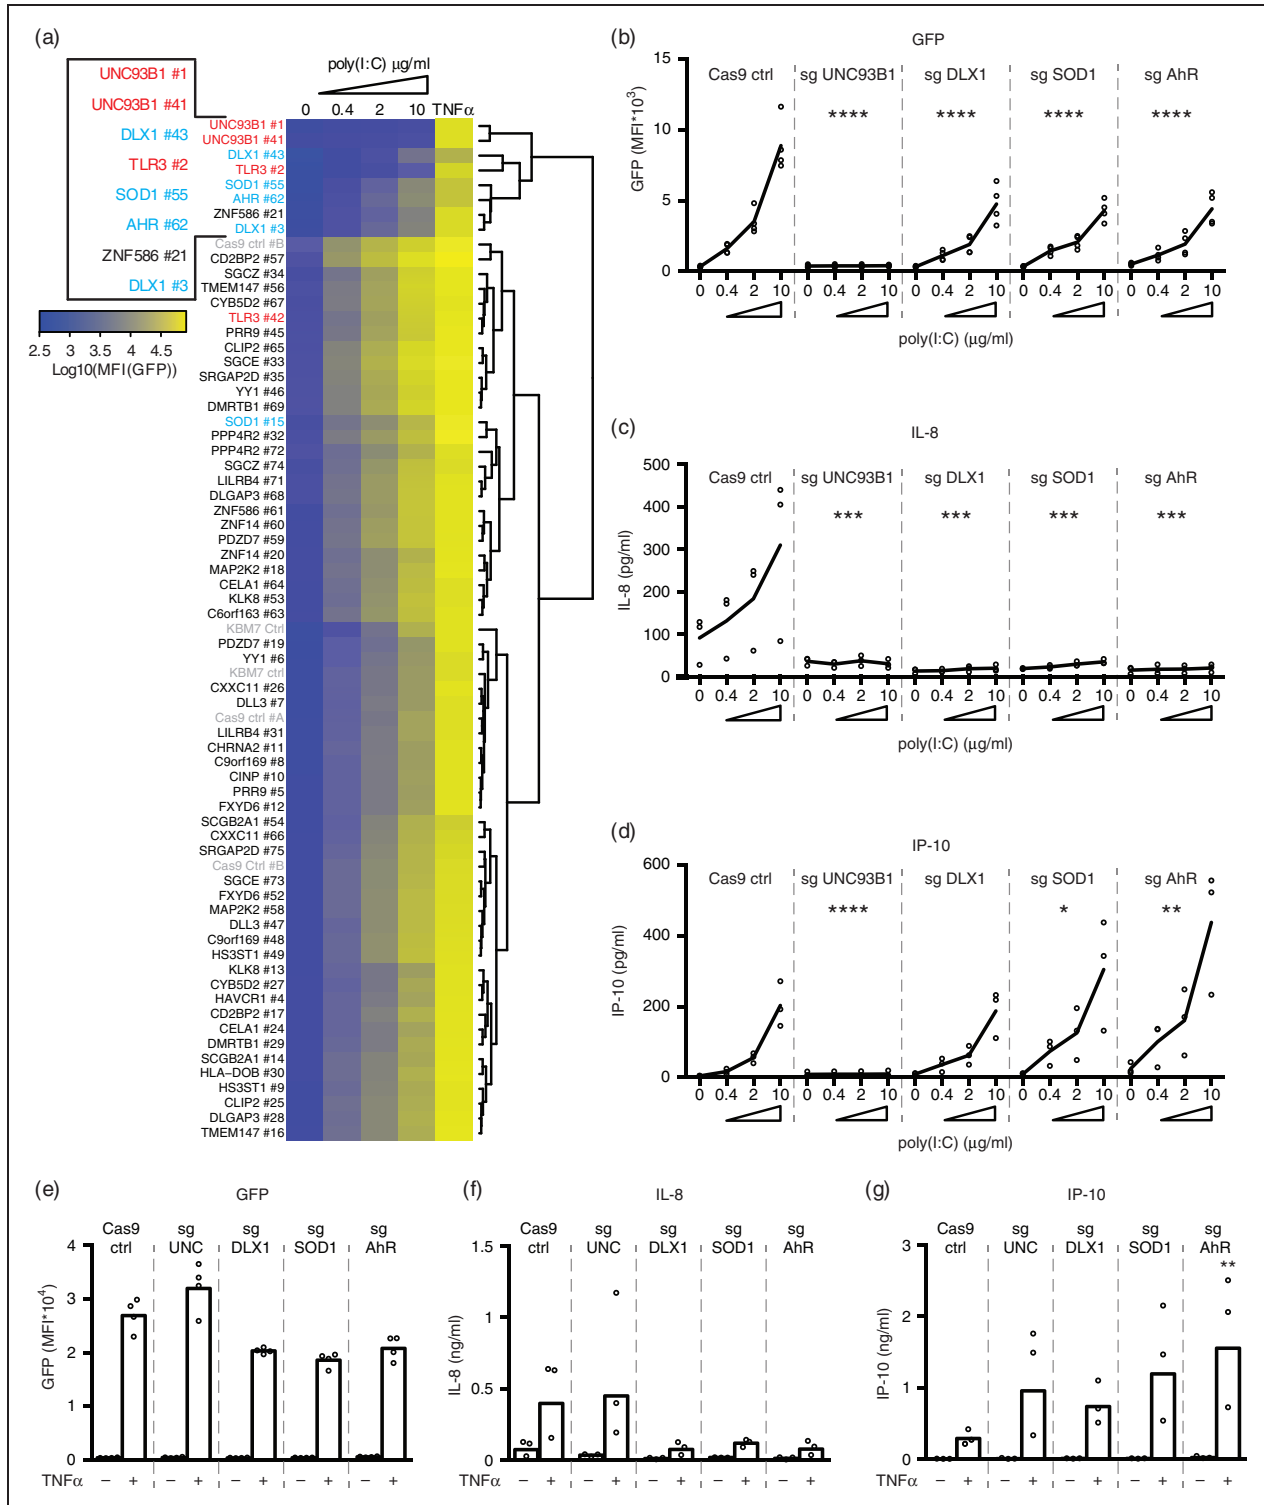 (a)
UNC93B1 #1
UNC93B1 #41
DLX1 #43
TLR3 #2
SOD1 #55
AHR #62
ZNF586 #21
DLX1 #3
2.5 3 3.5 4 4.5
Log10(MFI(GFP))
poly(I:C) μg/ml
0 0.4 2 10 TNFα
UNC93B1 #1
UNC93B1 #41
DLX1 #43
TLR3 #2
SOD1 #55
AHR #62
ZNF586 #21
DLX1 #3
Cas9 ctrl #B
CD2BP2 #57
SGCZ #34
TMEM147 #56
CYB5D2 #67
TLR3 #42
PRR9 #45
CLIP2 #65
SGCE #33
SRGAP2D #35
YY1 #46
DMRTB1 #69
SOD1 #15
PPP4R2 #32
PPP4R2 #72
SGCZ #74
LILRB4 #71
DLGAP3 #68
ZNF586 #61
ZNF14 #60
PDZD7 #59
ZNF14 #20
MAP2K2 #18
CELA1 #64
KLK8 #53
C6orf163 #63
KBM7 Ctrl
PDZD7 #19
YY1 #6
KBM7 ctrl
CXXC11 #26
DLL3 #7
Cas9 ctrl #A
LILRB4 #31
CHRNA2 #11
C9orf169 #8
CINP #10
PRR9 #5
FXYD6 #12
SCGB2A1 #54
CXXC11 #66
SRGAP2D #75
Cas9 Ctrl #B
SGCE #73
FXYD6 #52
MAP2K2 #58
DLL3 #47
C9orf169 #48
HS3ST1 #49
KLK8 #13
CYB5D2 #27
HAVCR1 #4
CD2BP2 #17
CELA1 #24
DMRTB1 #29
SCGB2A1 #14
HLA–DOB #30
HS3ST1 #9
CLIP2 #25
DLGAP3 #28
TMEM147 #16
(b)
GFP
Cas9 ctrl sg UNC93B1 sg DLX1 sg SOD1 sg AhR
**** **** **** ****
GFP (MFI*10³)
15
10
5
0
0 0.4 2 10 0 0.4 2 10 0 0.4 2 10 0 0.4 2 10 0 0.4 2 10
poly(I:C) (μg/ml)
(c)
IL-8
Cas9 ctrl sg UNC93B1 sg DLX1 sg SOD1 sg AhR
*** *** *** ***
IL-8 (pg/ml)
500
400
300
200
100
0
0 0.4 2 10 0 0.4 2 10 0 0.4 2 10 0 0.4 2 10 0 0.4 2 10
poly(I:C) (μg/ml)
(d)
IP-10
Cas9 ctrl sg UNC93B1 sg DLX1 sg SOD1 sg AhR
**** * **
IP-10 (pg/ml)
600
400
200
0
0 0.4 2 10 0 0.4 2 10 0 0.4 2 10 0 0.4 2 10 0 0.4 2 10
poly(I:C) (μg/ml)
(e)
GFP
Cas9 sg sg sg sg
ctrl UNC DLX1 SOD1 AhR
GFP (MFI*10⁴)
4
3
2
1
0
TNFα – + – + – + – + – +
(f)
IL-8
Cas9 sg sg sg sg
ctrl UNC DLX1 SOD1 AhR
IL-8 (ng/ml)
1.5
1
0.5
0
TNFα – + – + – + – + – +
(g)
IP-10
Cas9 sg sg sg sg
ctrl UNC DLX1 SOD1 AhR
**
IP-10 (ng/ml)
3
2
1
0
TNFα – + – + – + – + – +